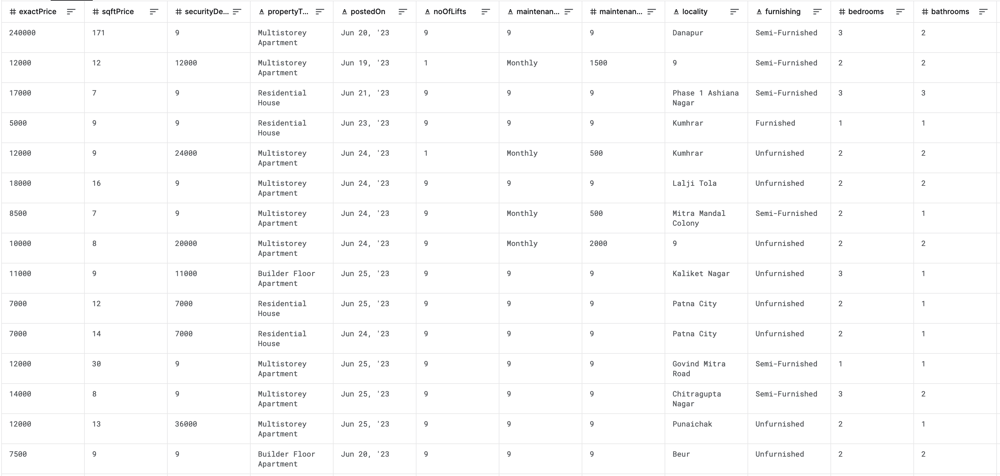 exactPrice sqftPrice securityDe... propertyT... postedOn noOfLifts maintenan... maintenan... locality furnishing bedrooms bathrooms
240000 171 9 Multistorey Jun 20, '23 9 9 9 Danapur Semi-Furnished 3 2
Apartment
12000 12 12000 Multistorey Jun 19, '23 1 Monthly 1500 9 Semi-Furnished 2 2
Apartment
17000 7 9 Residential Jun 21, '23 9 9 9 Phase 1 Ashiana Semi-Furnished 3 3
House Nagar
5000 9 9 Residential Jun 23, '23 9 9 9 Kumhrar Furnished 1 1
House
12000 9 24000 Multistorey Jun 24, '23 1 Monthly 500 Kumhrar Unfurnished 2 2
Apartment
18000 16 9 Multistorey Jun 24, '23 9 9 9 Lalji Tola Unfurnished 2 2
Apartment
8500 7 9 Multistorey Jun 24, '23 9 Monthly 500 Mitra Mandal Semi-Furnished 2 1
Apartment Colony
10000 8 20000 Multistorey Jun 24, '23 9 Monthly 2000 9 Unfurnished 2 2
Apartment
11000 9 11000 Builder Floor Jun 25, '23 9 9 9 Kaliket Nagar Unfurnished 3 1
Apartment
7000 12 7000 Residential Jun 25, '23 9 9 9 Patna City Unfurnished 2 1
House
7000 14 7000 Residential Jun 24, '23 9 9 9 Patna City Unfurnished 2 1
House
12000 30 9 Multistorey Jun 25, '23 9 9 9 Govind Mitra Semi-Furnished 1 1
Apartment Road
14000 8 9 Multistorey Jun 25, '23 9 9 9 Chitragupta Semi-Furnished 3 2
Apartment Nagar
12000 13 36000 Multistorey Jun 25, '23 9 9 9 Punaichak Unfurnished 2 1
Apartment
7500 9 9 Builder Floor Jun 20, '23 9 9 9 Beur Unfurnished 2 2
Apartment